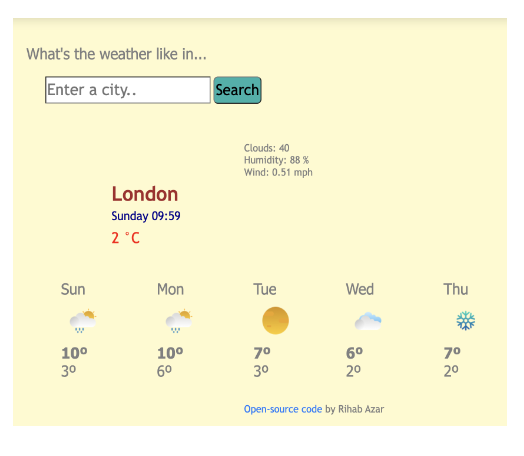 What's the weather like in...
Enter a city..
Search
Clouds: 40
Humidity: 88 %
Wind: 0.51 mph
London
Sunday 09:59
2 °C
Sun Mon Tue Wed Thu
10º 10º 7º 6º 7º
3º 6º 3º 2º 2º
Open-source code by Rihab Azar